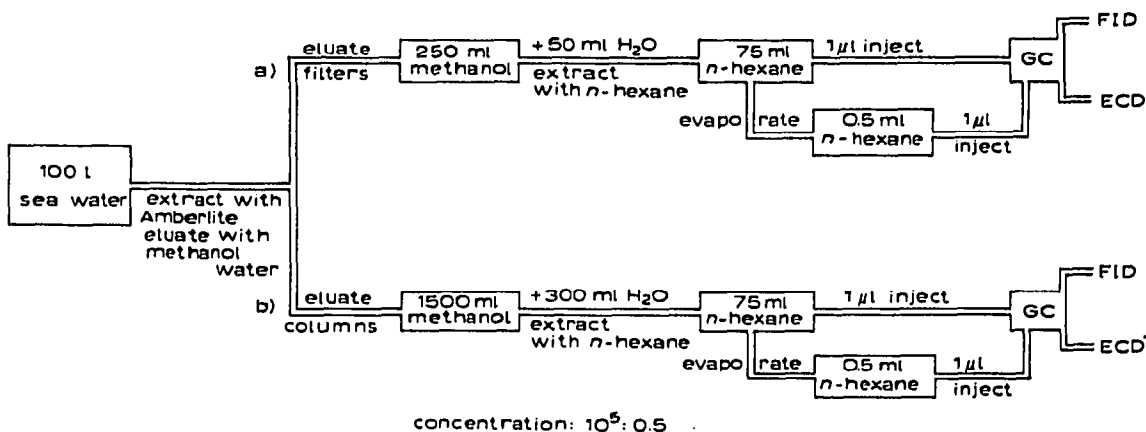 a)
eluate
filters
250 ml
methanol
+50 ml H₂O
extract
with n-hexane
75 ml
n-hexane
1 µl inject
GC
FID
ECD
evapo rate
0.5 ml
n-hexane
1 µl
inject
100 l
sea water
extract with
Amberlite
eluate with
methanol
water
b)
eluate
columns
1500 ml
methanol
+300 ml H₂O
extract
with n-hexane
75 ml
n-hexane
1 µl inject
GC
FID
ECD
evapo rate
0.5 ml
n-hexane
1 µl
inject
concentration: 10⁵: 0.5